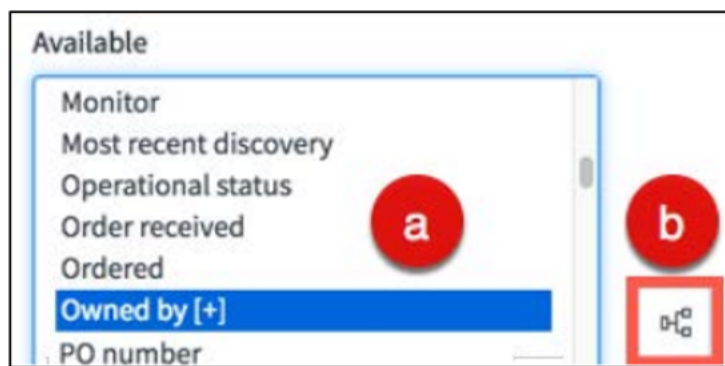 Available
Monitor
Most recent discovery
Operational status
Order received
a
b
Ordered
Owned by [+]
PO number